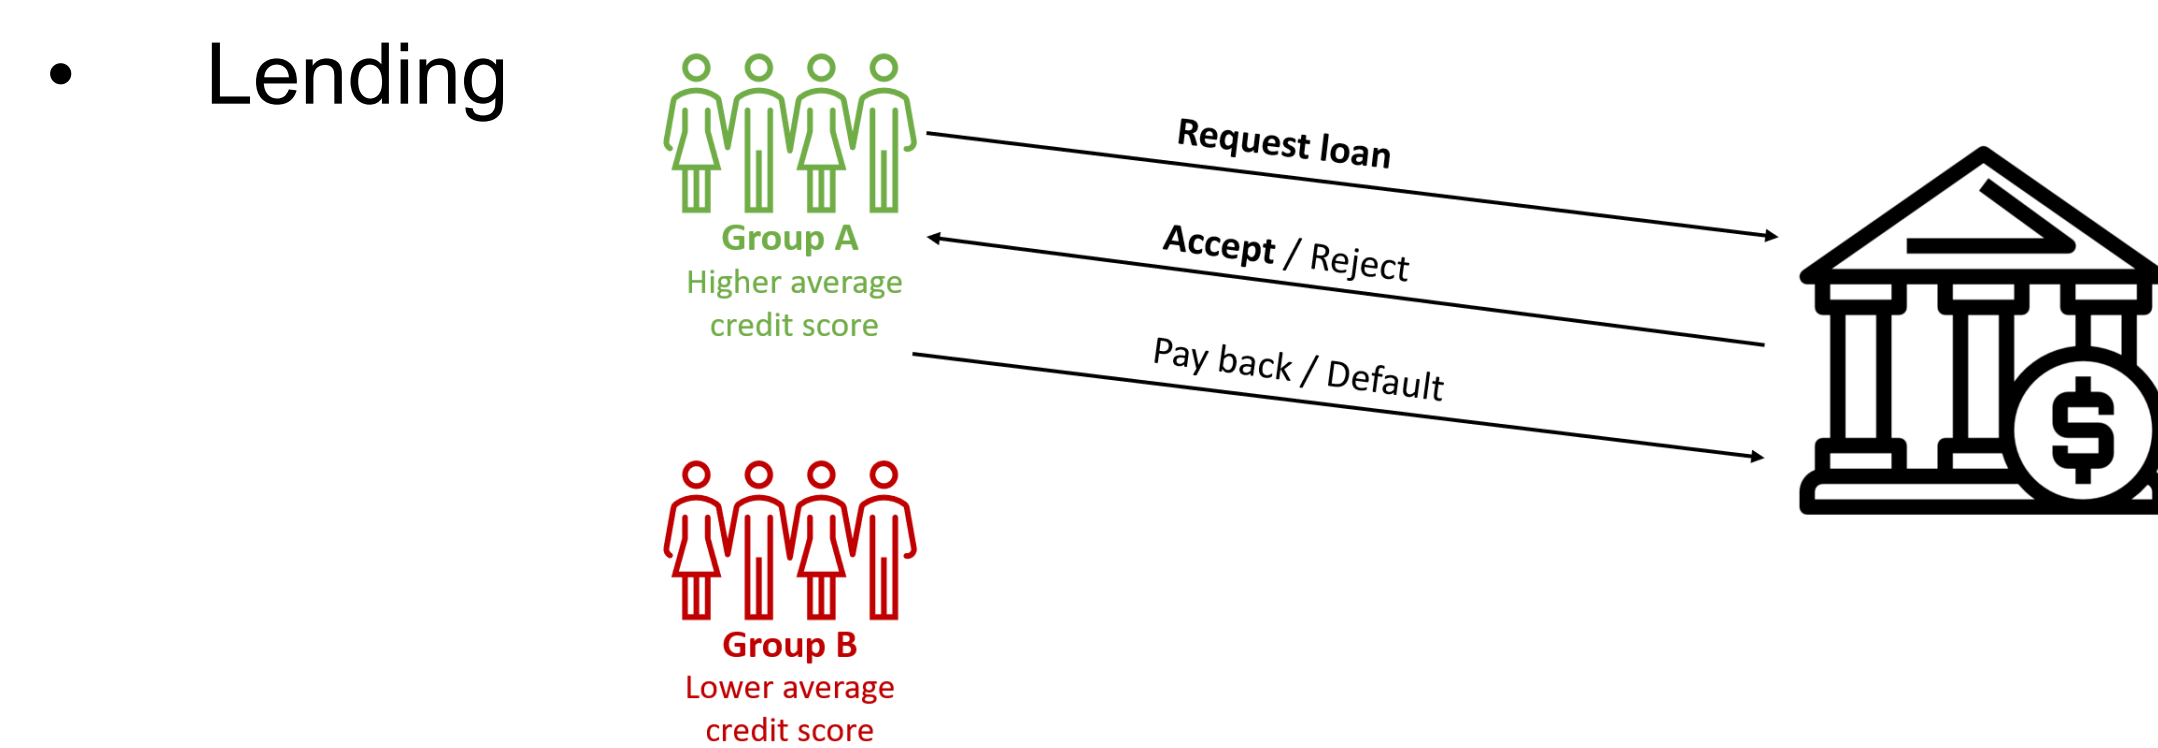 • Lending
Request loan
Accept / Reject
Pay back / Default
Group A
Higher average
credit score
Group B
Lower average
credit score
$